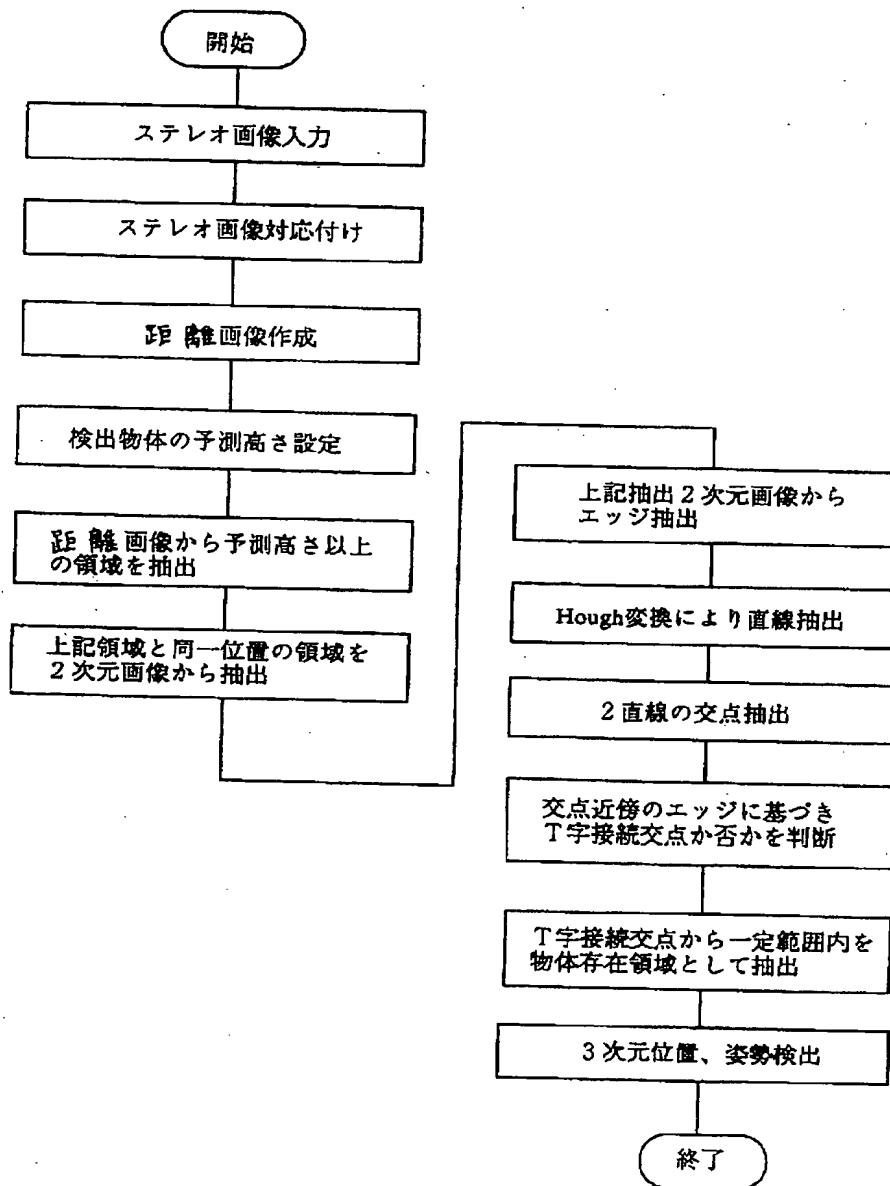 開始
ステレオ画像入力
ステレオ画像対応付け
距離画像作成
検出物体の予測高さ設定
距離画像から予測高さ以上
の領域を抽出
上記領域と同一位置の領域を
2次元画像から抽出
上記抽出2次元画像から
エッジ抽出
Hough変換により直線抽出
2直線の交点抽出
交点近傍のエッジに基づき
T字接続交点か否かを判断
T字接続交点から一定範囲内を
物体存在領域として抽出
3次元位置、姿勢検出
終了